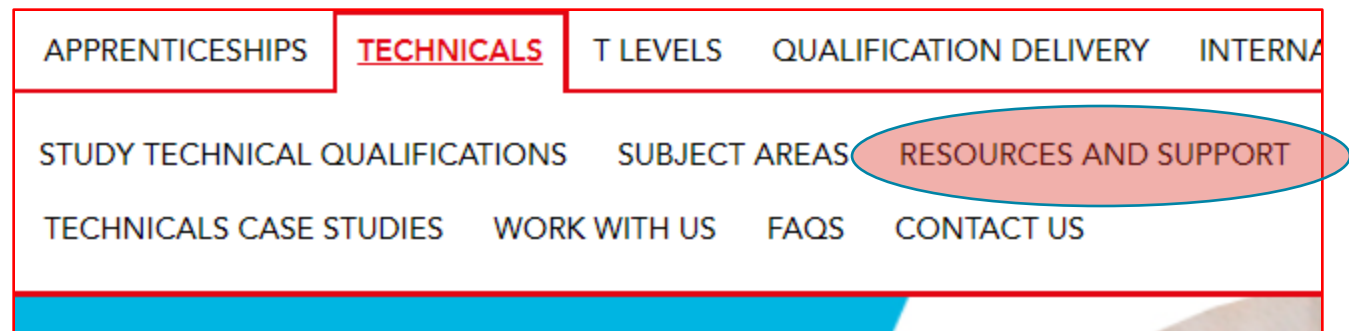 APPRENTICESHIPS TECHNICALS T LEVELS QUALIFICATION DELIVERY INTERNA
STUDY TECHNICAL QUALIFICATIONS SUBJECT AREAS RESOURCES AND SUPPORT
TECHNICALS CASE STUDIES WORK WITH US FAQS CONTACT US